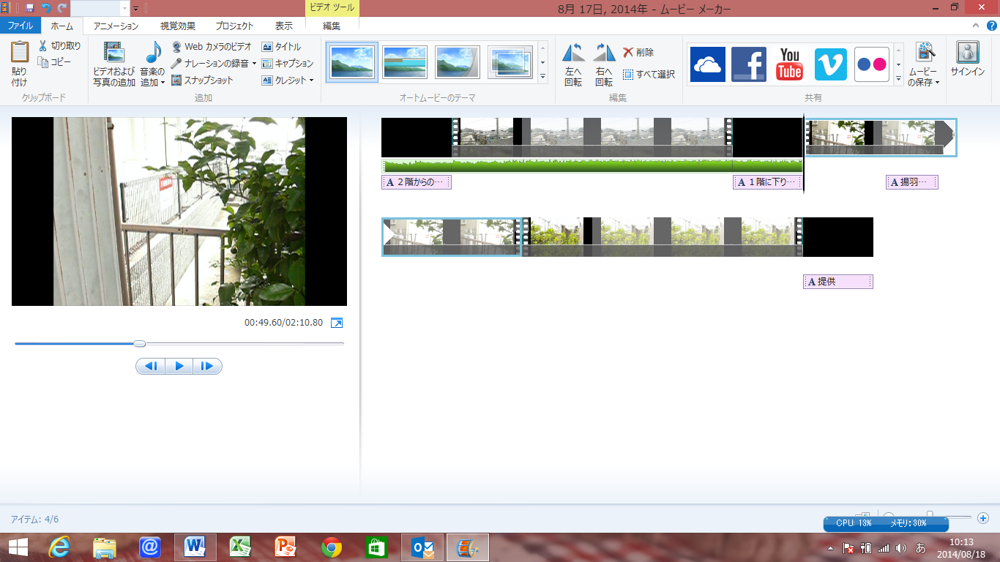 ビデオ ツール
8月 17日, 2014年 - ムービー メーカー
ファイル
ホーム
アニメーション
視覚効果
プロジェクト
表示
編集
貼り
付け
切り取り
コピー
クリップボード
ビデオおよび
写真の追加
音楽の
追加
Web カメラのビデオ
ナレーションの録音
スナップショット
タイトル
キャプション
クレジット
追加
オートムービーのテーマ
左へ
回転
右へ
回転
削除
すべて選択
編集
You
Tube
共有
ムービー
の保存
サインイン
00:49.60/02:10.80
A 2階からの…
A 1階に下り…
A 揚羽…
A 提供
アイテム: 4/6
CPU: 13%
メモリ: 30%
あ
10:13
2014/08/18